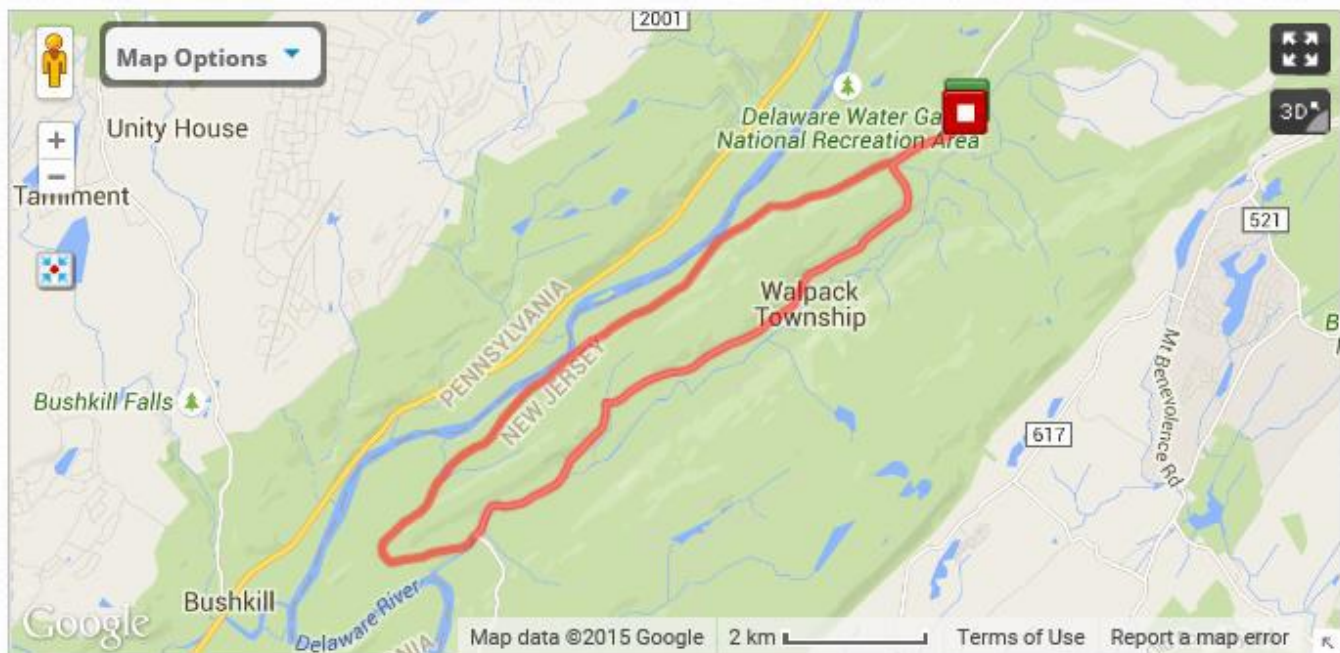 2001
Map Options
Unity House
Delaware Water Ga
National Recreation Area
3D
Tamiment
521
Walpack
Township
PENNSYLVANIA
NEW JERSEY
Bushkill Falls
617
Mt Benevolence Rd
Bushkill
Delaware River
Google
Map data ©2015 Google
2 km
Terms of Use
Report a map error